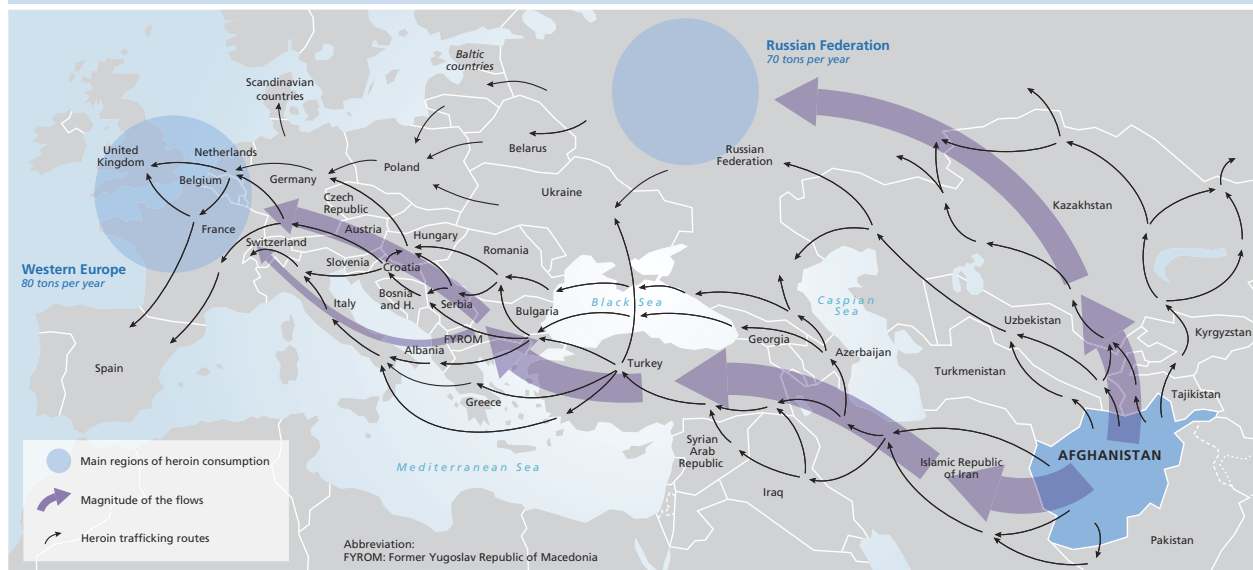 Russian Federation
70 tons per year
Baltic
countries
Scandinavian
countries
United
Kingdom
Netherlands
Belgium
Germany
Poland
Belarus
Russian
Federation
Ukraine
Kazakhstan
Czech
Republic
France
Switzerland
Austria
Hungary
Romania
Slovenia
Croatia
Western Europe
80 tons per year
Bosnia
and H.
Serbia
Italy
Bulgaria
Black Sea
Caspian
Sea
Uzbekistan
Kyrgyzstan
Georgia
Azerbaijan
FYROM
Albania
Turkey
Spain
Greece
Turkmenistan
Tajikistan
Syrian
Arab
Republic
Mediterranean Sea
Iraq
Islamic Republic
of Iran
AFGHANISTAN
Pakistan
Main regions of heroin consumption
Magnitude of the flows
Heroin trafficking routes
Abbreviation:
FYROM: Former Yugoslav Republic of Macedonia